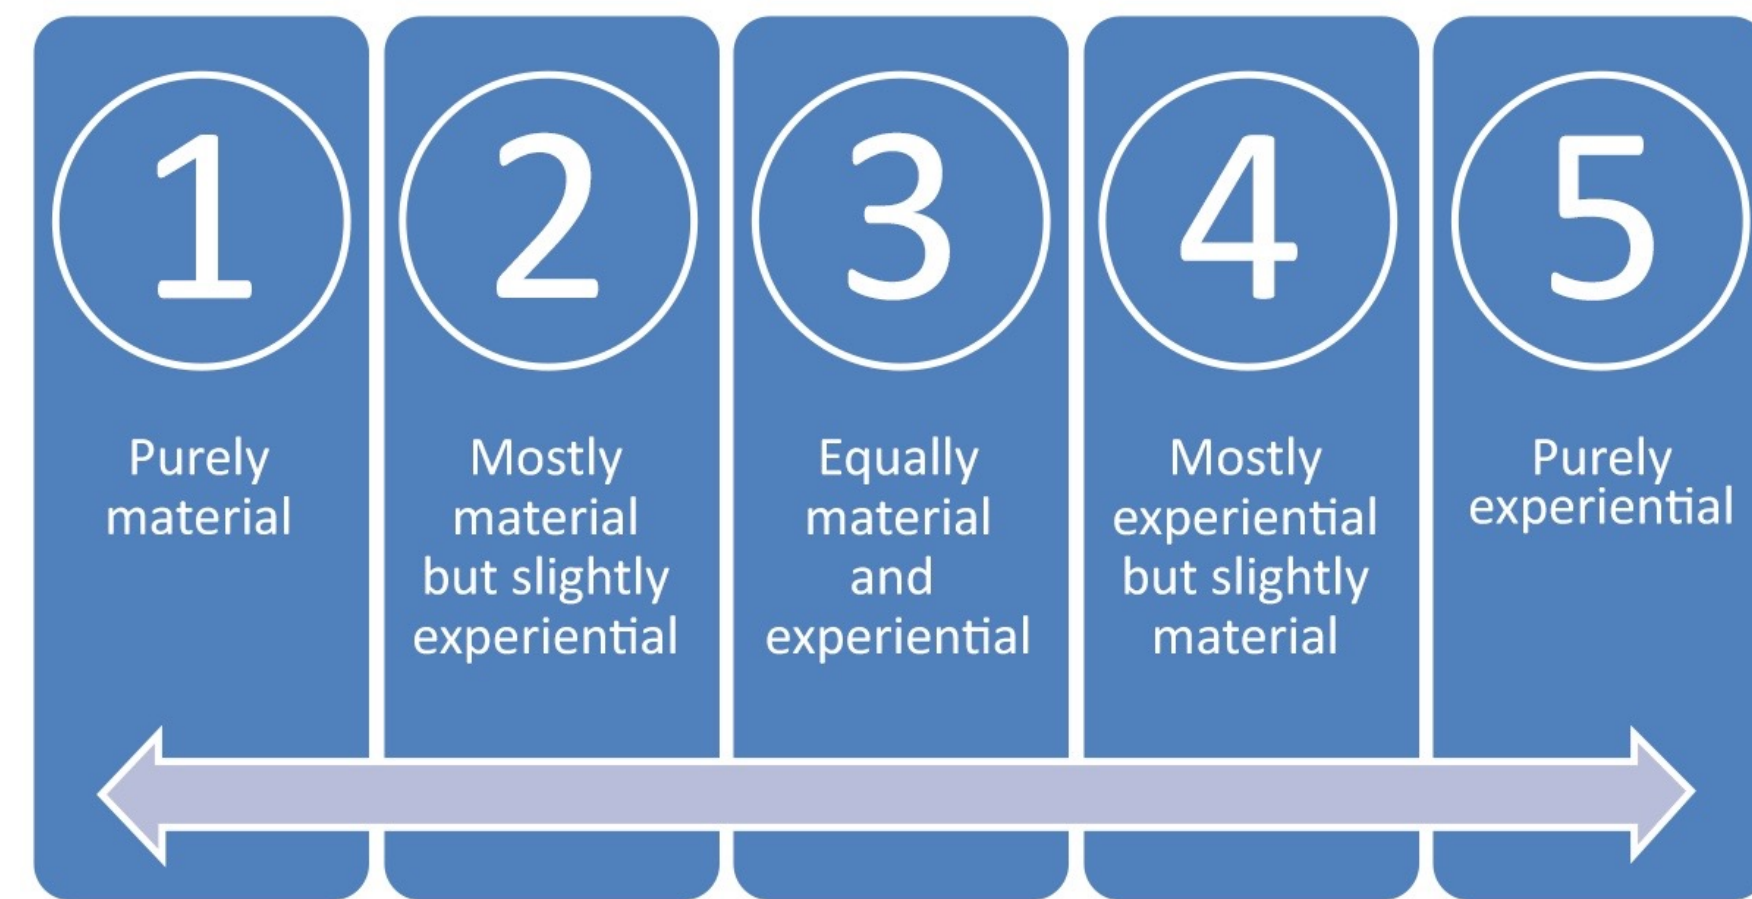 1
Purely
material
2
Mostly
material
but slightly
experiential
3
Equally
material
and
experiential
4
Mostly
experiential
but slightly
material
5
Purely
experiential